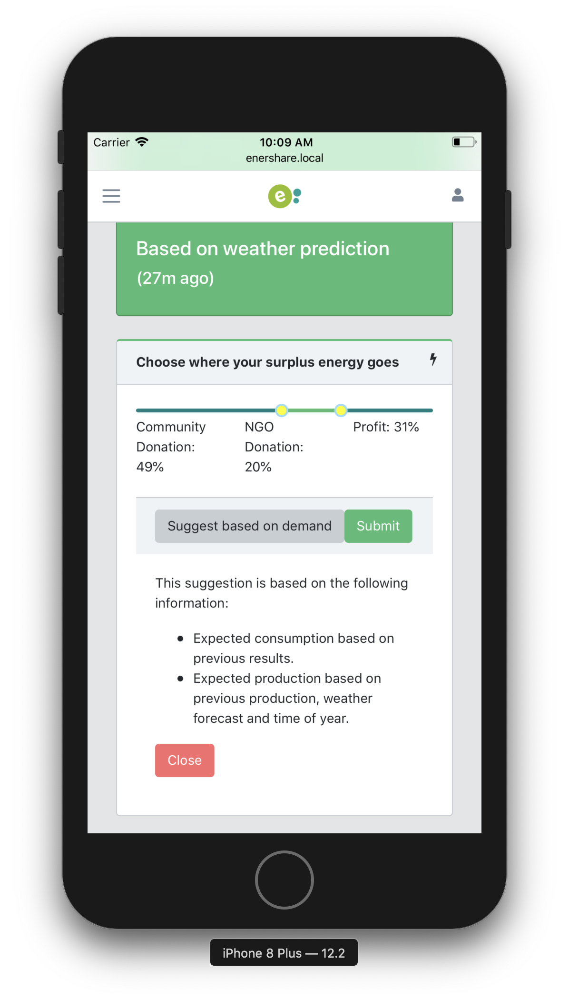 Carrier 10:09 AM
enershare.local
e
Based on weather prediction
(27m ago)
Choose where your surplus energy goes
Community Donation: 49%
NGO Donation: 20%
Profit: 31%
Suggest based on demand Submit
This suggestion is based on the following
information:
Expected consumption based on
previous results.
Expected production based on
previous production, weather
forecast and time of year.
Close
iPhone 8 Plus — 12.2